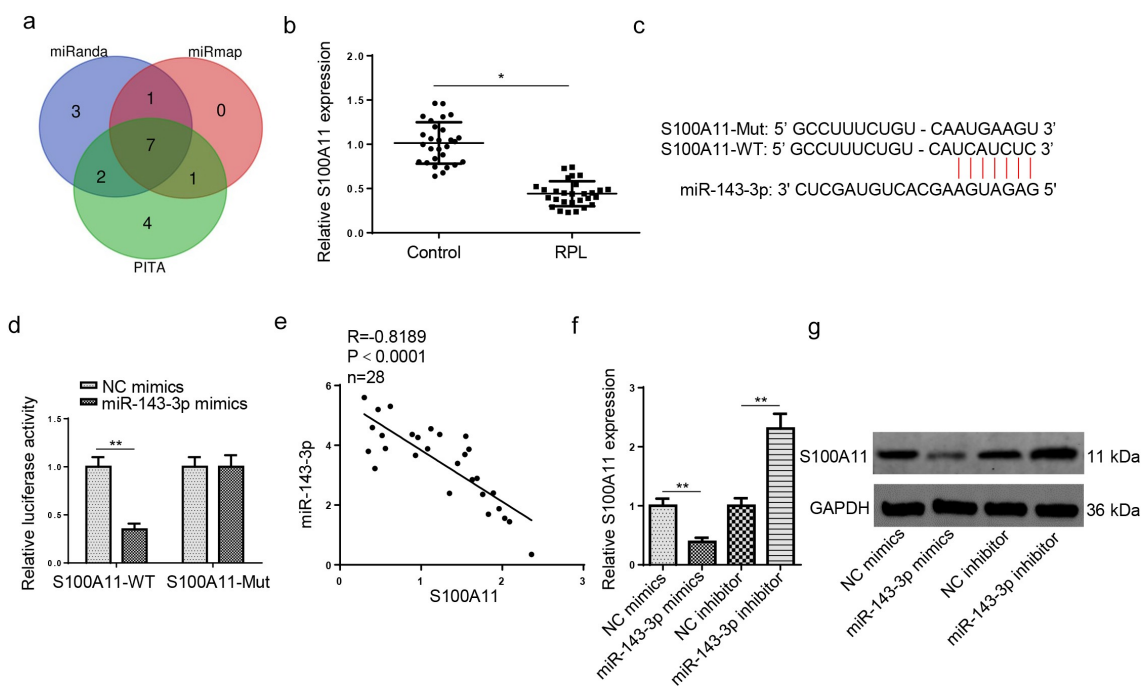 a
miRanda
miRmap
3
1
0
7
2
1
4
PITA
b
Relative S100A11 expression
2.0
1.5
1.0
0.5
0.0
*
Control
RPL
c
S100A11-Mut: 5' GCCUUUCUGU - CAAUGAAGU 3'
S100A11-WT: 5' GCCUUUCUGU - CAUCAUCUC 3'
miR-143-3p: 3' CUCGAUGUCACGAAGUAGAG 5'
d
NC mimics
miR-143-3p mimics
Relative luciferase activity
1.5
1.0
0.5
0.0
**
S100A11-WT
S100A11-Mut
e
R=-0.8189
P < 0.0001
n=28
miR-143-3p
6
4
2
0
0
1
2
3
S100A11
f
Relative S100A11 expression
3
2
1
0
**
**
NC mimics
miR-143-3p mimics
NC inhibitor
miR-143-3p inhibitor
g
S100A11
11 kDa
GAPDH
36 kDa
NC mimics
miR-143-3p mimics
NC inhibitor
miR-143-3p inhibitor